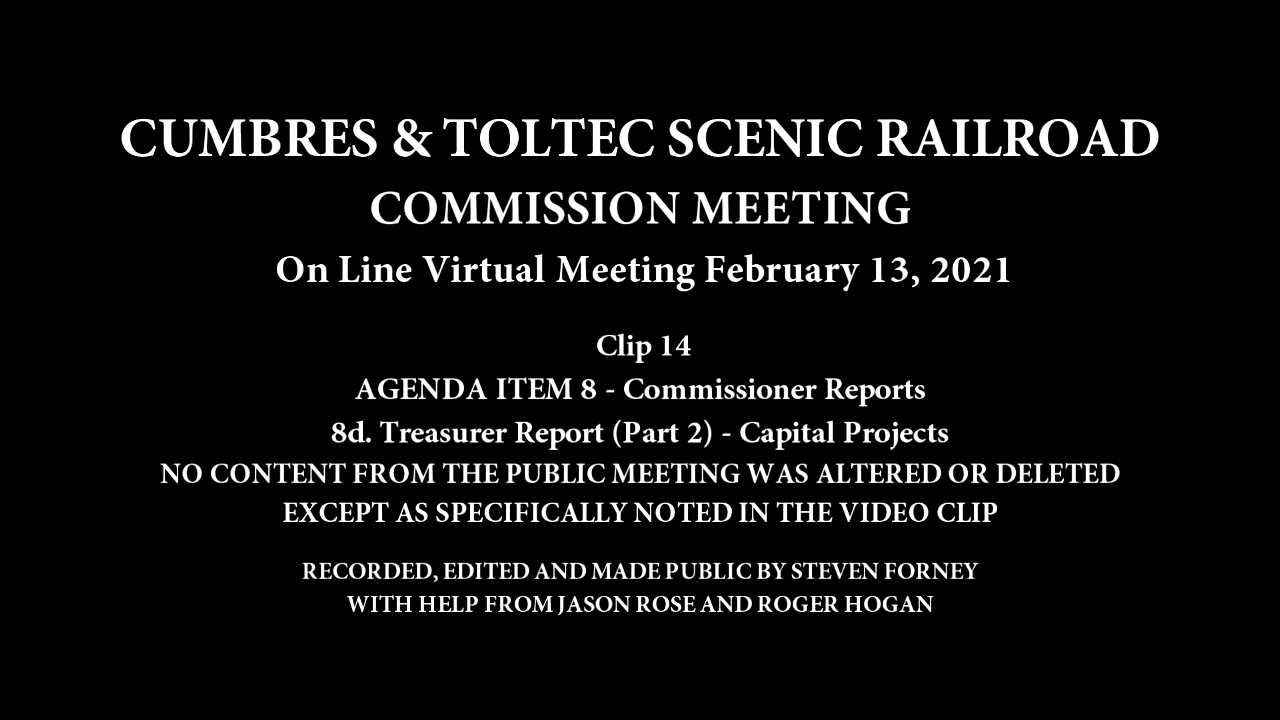 CUMBRES & TOLTEC SCENIC RAILROAD
COMMISSION MEETING
On Line Virtual Meeting February 13, 2021
Clip 14
AGENDA ITEM 8 - Commissioner Reports
8d. Treasurer Report (Part 2) - Capital Projects
NO CONTENT FROM THE PUBLIC MEETING WAS ALTERED OR DELETED
EXCEPT AS SPECIFICALLY NOTED IN THE VIDEO CLIP
RECORDED, EDITED AND MADE PUBLIC BY STEVEN FORNEY
WITH HELP FROM JASON ROSE AND ROGER HOGAN